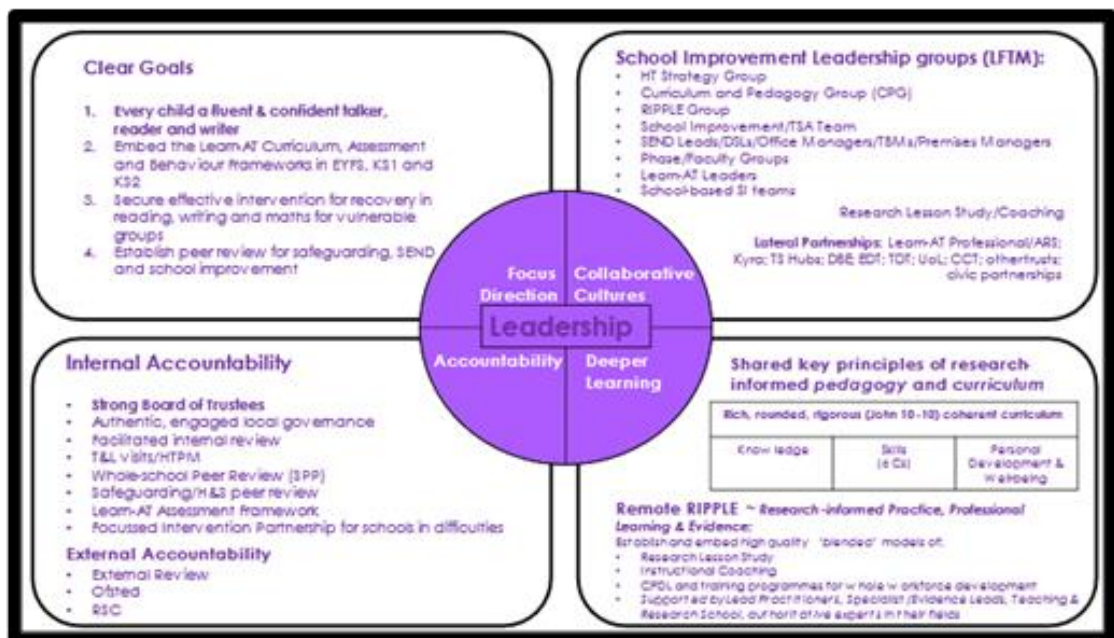 Clear Goals
1. Every child a fluent & confident talker,
reader and writer
2. Embed the Learn-AT Curriculum, Assessment
and Behaviour Frameworks in EYFS, KS1 and
KS2
3. Secure effective intervention for recovery in
reading, writing and maths for vulnerable
groups
4. Establish peer review for safeguarding, SEND
and school improvement
School Improvement Leadership groups (LFTM):
• HT Strategy Group
• Curriculum and Pedagogy Group (CPG)
• RIPPLE Group
• School Improvement/TSA Team
• SEND Leads/DSLs/Office Managers/TBMs/Premises Managers
• Phase/Faculty Groups
• Learn-AT Leaders
• School-based SI teams
Research Lesson Study/Coaching
Lateral Partnerships: Learn-AT Professional/ARS;
Kyra; TS Hubs; DBE; EDT; TDT; UoL; CCT; other trusts;
civic partnerships
Focus
Direction
Collaborative
Cultures
Leadership
Accountability
Deeper
Learning
Internal Accountability
• Strong Board of Trustees
• Authentic, engaged local governance
• Facilitated internal review
• T&L visits/HTPM
• Whole-school Peer Review (SPP)
• Safeguarding/H&S peer review
• Learn-AT Assessment Framework
• Focussed Intervention Partnership for schools in difficulties
External Accountability
• External Review
• Ofsted
• RSC
Shared key principles of research-
informed pedagogy and curriculum
Rich, rounded, rigorous (John 10-10) coherent curriculum
Knowledge
Skills
(6 Cs)
Personal
Development &
Wellbeing
Remote RIPPLE ~ Research-informed Practice, Professional
Learning & Evidence:
Establish and embed high quality 'blended' models of:
• Research Lesson Study
• Instructional Coaching
• CPDL and training programmes for whole workforce development
• Supported by Lead Practitioners, Specialist/Evidence Leads, Teaching &
Research School, authoritative experts in their fields